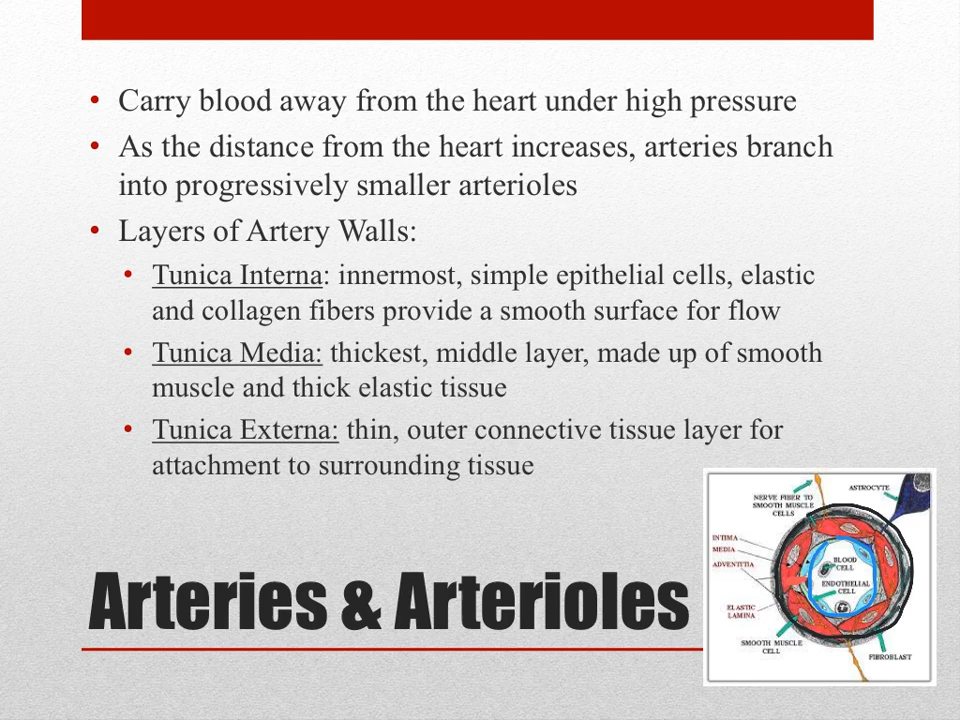 • Carry blood away from the heart under high pressure
• As the distance from the heart increases, arteries branch
into progressively smaller arterioles
• Layers of Artery Walls:
• Tunica Interna: innermost, simple epithelial cells, elastic
and collagen fibers provide a smooth surface for flow
• Tunica Media: thickest, middle layer, made up of smooth
muscle and thick elastic tissue
• Tunica Externa: thin, outer connective tissue layer for
attachment to surrounding tissue
Arteries & Arterioles
ASTROCYTE
NERVE FIBER TO
SMOOTH MUSCLE
CELLS
INTIMA
MEDIA
ADVENTITIA
BLOOD
CELL
ENDOTHELIAL
CELL
ELASTIC
LAMINA
SMOOTH MUSCLE
CELL
FIBROBLAST